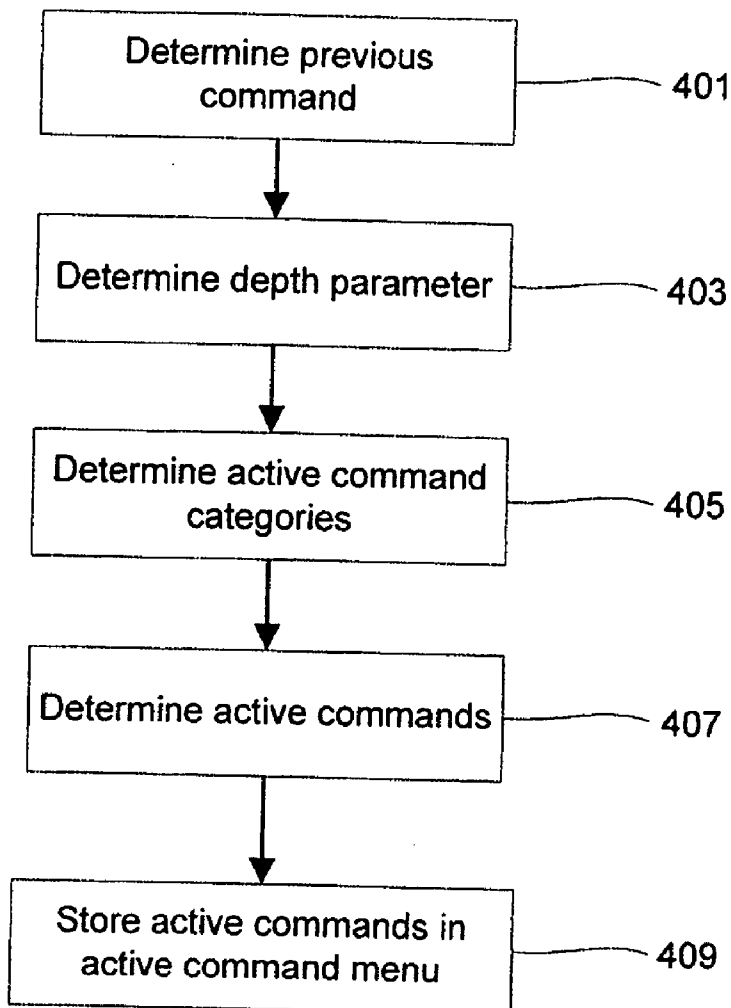 Determine previous
command
401
Determine depth parameter
403
Determine active command
categories
405
Determine active commands
407
Store active commands in
active command menu
409